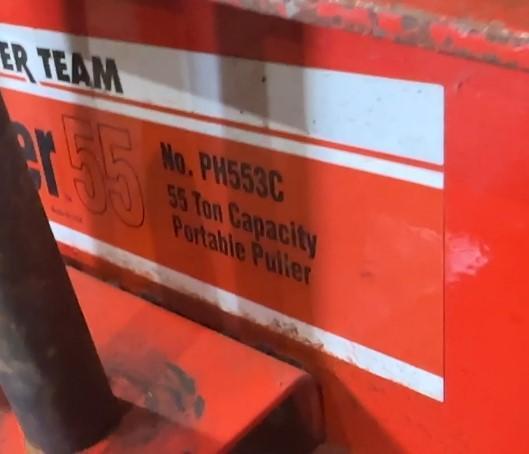 ER TEAM
er 55
No. PH553C
55 Ton Capacity
Portable Puller